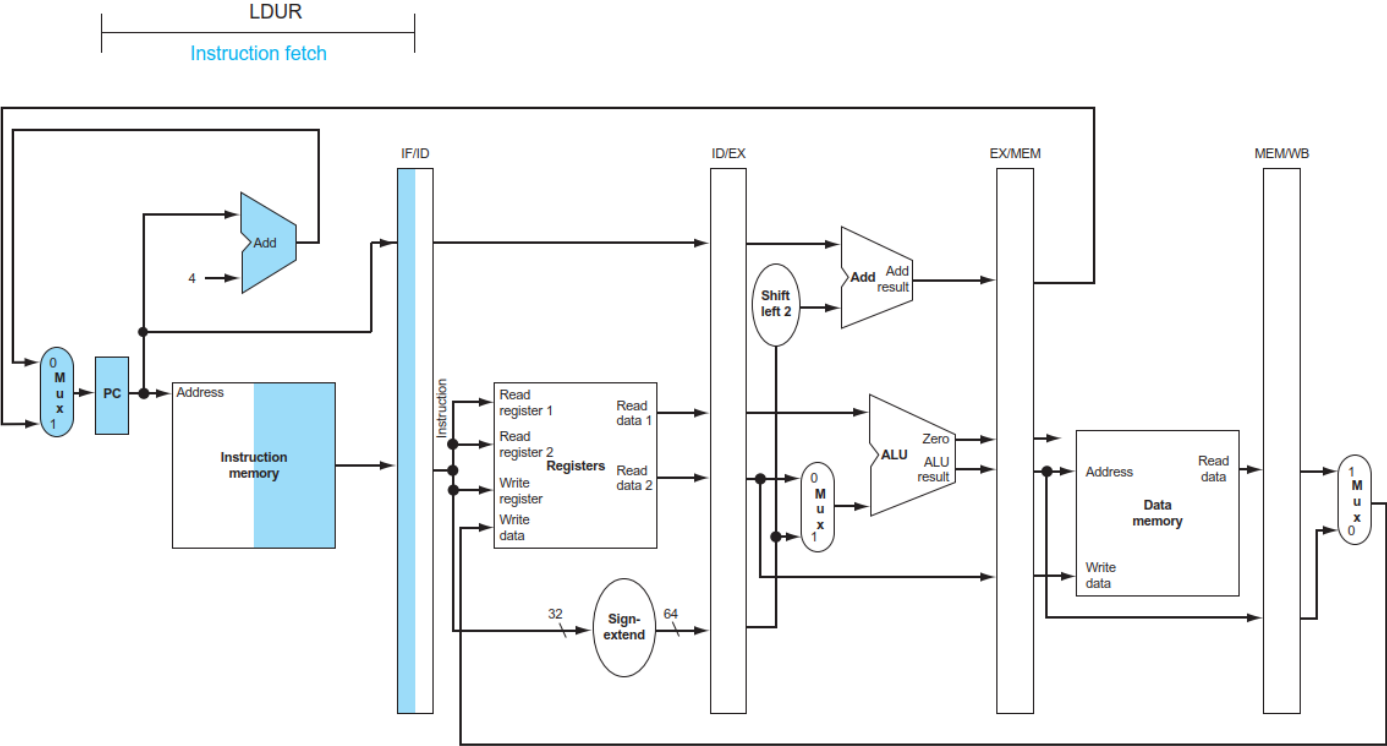 LDUR
Instruction fetch
IF/ID
ID/EX
EX/MEM
MEM/WB
Add
4
Shift
left 2
Add
Add
result
0
M
u
x
1
PC
Address
Instruction
memory
Instruction
Read
register 1
Read
register 2
Write
register
Write
data
Registers
Read
data 1
Read
data 2
0
M
u
x
1
ALU
Zero
ALU
result
Address
Write
data
Data
memory
Read
data
1
M
u
x
0
32
Sign-
extend
64